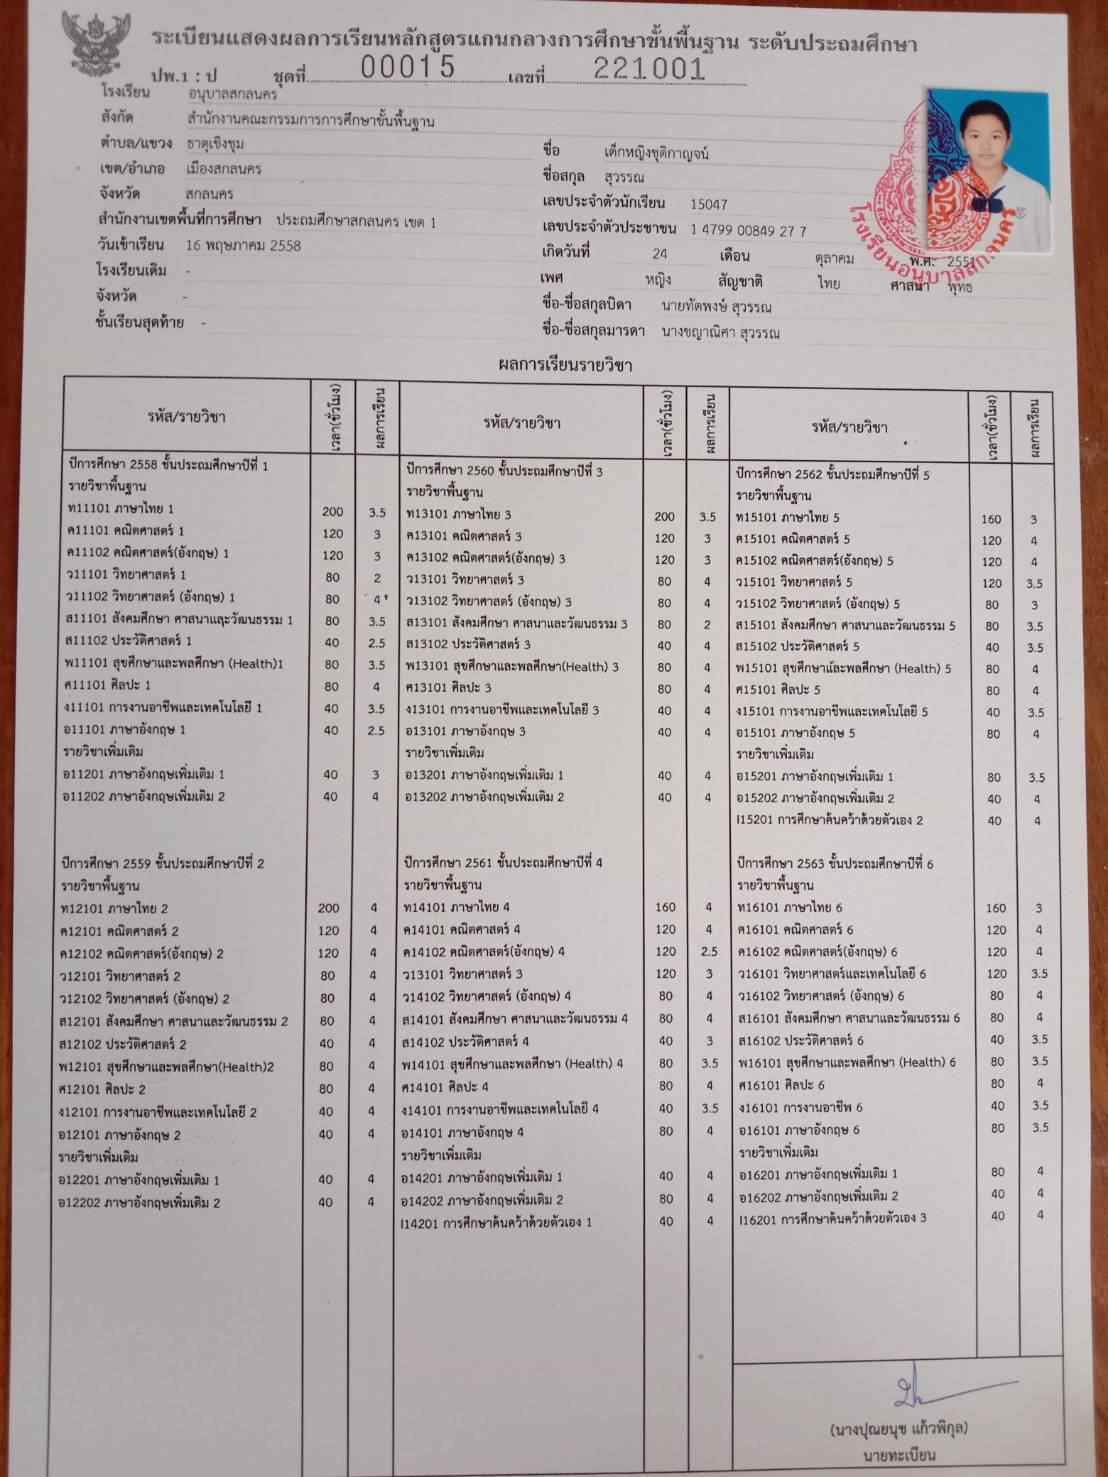 ระเบียนแสดงผลการเรียนหลักสูตรแกนกลางการศึกษาขั้นพื้นฐาน ระดับประถมศึกษา
ปพ.1 : ป ชุดที่ 00015 เลขที่ 221001
โรงเรียน อนุบาลสกลนคร
สังกัด สำนักงานคณะกรรมการการศึกษาขั้นพื้นฐาน
ตำบล/แขวง ธาตุเชิงชุม
เขต/อำเภอ เมืองสกลนคร
จังหวัด สกลนคร
สำนักงานเขตพื้นที่การศึกษา ประถมศึกษาสกลนคร เขต 1
วันเข้าเรียน 16 พฤษภาคม 2558
โรงเรียนเดิม -
จังหวัด -
ชั้นเรียนสุดท้าย -
ชื่อ เด็กหญิงชุติกาญจน์
ชื่อสกุล สุวรรณ
เลขประจำตัวนักเรียน 15047
เลขประจำตัวประชาชน 1 4799 00849 27 7
เกิดวันที่ 24 เดือน ตุลาคม พ.ศ. 2551
เพศ หญิง สัญชาติ ไทย ศาสนา พุทธ
ชื่อ-ชื่อสกุลบิดา นายทัตพงษ์ สุวรรณ
ชื่อ-ชื่อสกุลมารดา นางชญาณิศา สุวรรณ
โรงเรียนอนุบาลสกลนคร
ผลการเรียนรายวิชา
รหัส/รายวิชา เวลา(ชั่วโมง) ผลการเรียน
ปีการศึกษา 2558 ชั้นประถมศึกษาปีที่ 1
รายวิชาพื้นฐาน
ท11101 ภาษาไทย 1 200 3.5
ค11101 คณิตศาสตร์ 1 120 3
ค11102 คณิตศาสตร์(อังกฤษ) 1 120 3
ว11101 วิทยาศาสตร์ 1 80 2
ว11102 วิทยาศาสตร์ (อังกฤษ) 1 80 4
ส11101 สังคมศึกษา ศาสนาและวัฒนธรรม 1 80 3.5
ส11102 ประวัติศาสตร์ 1 40 2.5
พ11101 สุขศึกษาและพลศึกษา (Health)1 80 3.5
ศ11101 ศิลปะ 1 80 4
ง11101 การงานอาชีพและเทคโนโลยี 1 40 3.5
อ11101 ภาษาอังกฤษ 1 40 2.5
รายวิชาเพิ่มเติม
อ11201 ภาษาอังกฤษเพิ่มเติม 1 40 3
อ11202 ภาษาอังกฤษเพิ่มเติม 2 40 4
ปีการศึกษา 2559 ชั้นประถมศึกษาปีที่ 2
รายวิชาพื้นฐาน
ท12101 ภาษาไทย 2 200 4
ค12101 คณิตศาสตร์ 2 120 4
ค12102 คณิตศาสตร์(อังกฤษ) 2 120 4
ว12101 วิทยาศาสตร์ 2 80 4
ว12102 วิทยาศาสตร์ (อังกฤษ) 2 80 4
ส12101 สังคมศึกษา ศาสนาและวัฒนธรรม 2 80 4
ส12102 ประวัติศาสตร์ 2 40 4
พ12101 สุขศึกษาและพลศึกษา(Health)2 80 4
ศ12101 ศิลปะ 2 80 4
ง12101 การงานอาชีพและเทคโนโลยี 2 40 4
อ12101 ภาษาอังกฤษ 2 40 4
รายวิชาเพิ่มเติม
อ12201 ภาษาอังกฤษเพิ่มเติม 1 40 4
อ12202 ภาษาอังกฤษเพิ่มเติม 2 40 4
รหัส/รายวิชา เวลา(ชั่วโมง) ผลการเรียน
ปีการศึกษา 2560 ชั้นประถมศึกษาปีที่ 3
รายวิชาพื้นฐาน
ท13101 ภาษาไทย 3 200 3.5
ค13101 คณิตศาสตร์ 3 120 3
ค13102 คณิตศาสตร์(อังกฤษ) 3 120 3
ว13101 วิทยาศาสตร์ 3 80 4
ว13102 วิทยาศาสตร์ (อังกฤษ) 3 80 4
ส13101 สังคมศึกษา ศาสนาและวัฒนธรรม 3 80 2
ส13102 ประวัติศาสตร์ 3 40 4
พ13101 สุขศึกษาและพลศึกษา(Health) 3 80 4
ศ13101 ศิลปะ 3 80 4
ง13101 การงานอาชีพและเทคโนโลยี 3 40 4
อ13101 ภาษาอังกฤษ 3 40 4
รายวิชาเพิ่มเติม
อ13201 ภาษาอังกฤษเพิ่มเติม 1 40 4
อ13202 ภาษาอังกฤษเพิ่มเติม 2 40 4
ปีการศึกษา 2561 ชั้นประถมศึกษาปีที่ 4
รายวิชาพื้นฐาน
ท14101 ภาษาไทย 4 160 4
ค14101 คณิตศาสตร์ 4 120 4
ค14102 คณิตศาสตร์(อังกฤษ) 4 120 2.5
ว13101 วิทยาศาสตร์ 3 120 3
ว14102 วิทยาศาสตร์ (อังกฤษ) 4 80 4
ส14101 สังคมศึกษา ศาสนาและวัฒนธรรม 4 80 4
ส14102 ประวัติศาสตร์ 4 40 3
พ14101 สุขศึกษาและพลศึกษา (Health) 4 80 3.5
ศ14101 ศิลปะ 4 80 4
ง14101 การงานอาชีพและเทคโนโลยี 4 40 3.5
อ14101 ภาษาอังกฤษ 4 80 4
รายวิชาเพิ่มเติม
อ14201 ภาษาอังกฤษเพิ่มเติม 1 40 4
อ14202 ภาษาอังกฤษเพิ่มเติม 2 80 4
I14201 การศึกษาค้นคว้าด้วยตัวเอง 1 40 4
รหัส/รายวิชา เวลา(ชั่วโมง) ผลการเรียน
ปีการศึกษา 2562 ชั้นประถมศึกษาปีที่ 5
รายวิชาพื้นฐาน
ท15101 ภาษาไทย 5 160 3
ค15101 คณิตศาสตร์ 5 120 4
ค15102 คณิตศาสตร์(อังกฤษ) 5 120 4
ว15101 วิทยาศาสตร์ 5 120 3.5
ว15102 วิทยาศาสตร์ (อังกฤษ) 5 80 3
ส15101 สังคมศึกษา ศาสนาและวัฒนธรรม 5 80 3.5
ส15102 ประวัติศาสตร์ 5 40 3.5
พ15101 สุขศึกษาและพลศึกษา (Health) 5 80 4
ศ15101 ศิลปะ 5 80 4
ง15101 การงานอาชีพและเทคโนโลยี 5 40 3.5
อ15101 ภาษาอังกฤษ 5 80 4
รายวิชาเพิ่มเติม
อ15201 ภาษาอังกฤษเพิ่มเติม 1 80 3.5
อ15202 ภาษาอังกฤษเพิ่มเติม 2 40 4
I15201 การศึกษาค้นคว้าด้วยตัวเอง 2 40 4
ปีการศึกษา 2563 ชั้นประถมศึกษาปีที่ 6
รายวิชาพื้นฐาน
ท16101 ภาษาไทย 6 160 3
ค16101 คณิตศาสตร์ 6 120 4
ค16102 คณิตศาสตร์(อังกฤษ) 6 120 4
ว16101 วิทยาศาสตร์และเทคโนโลยี 6 120 3.5
ว16102 วิทยาศาสตร์ (อังกฤษ) 6 80 4
ส16101 สังคมศึกษา ศาสนาและวัฒนธรรม 6 80 4
ส16102 ประวัติศาสตร์ 6 40 3.5
พ16101 สุขศึกษาและพลศึกษา (Health) 6 80 3.5
ศ16101 ศิลปะ 6 80 4
ง16101 การงานอาชีพ 6 40 3.5
อ16101 ภาษาอังกฤษ 6 80 3.5
รายวิชาเพิ่มเติม
อ16201 ภาษาอังกฤษเพิ่มเติม 1 80 4
อ16202 ภาษาอังกฤษเพิ่มเติม 2 40 4
I16201 การศึกษาค้นคว้าด้วยตัวเอง 3 40 4
(นางปุณยนุช แก้วพิกุล)
นายทะเบียน